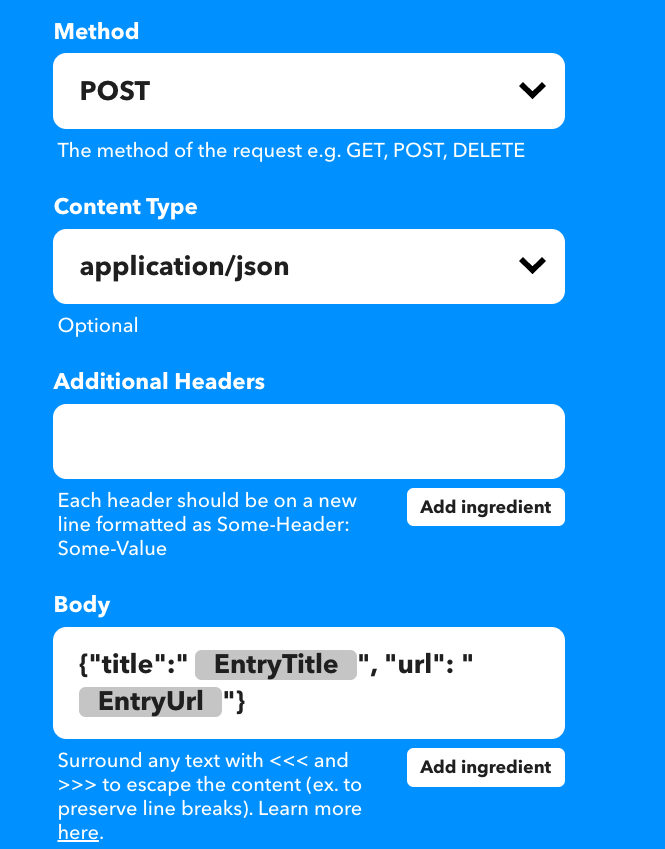 Method
POST
The method of the request e.g. GET, POST, DELETE
Content Type
application/json
Optional
Additional Headers
Each header should be on a new
line formatted as Some-Header:
Some-Value
Add ingredient
Body
{"title":" EntryTitle ", "url": "
EntryUrl "}
Surround any text with <<< and
>>> to escape the content (ex. to
preserve line breaks). Learn more
here.
Add ingredient